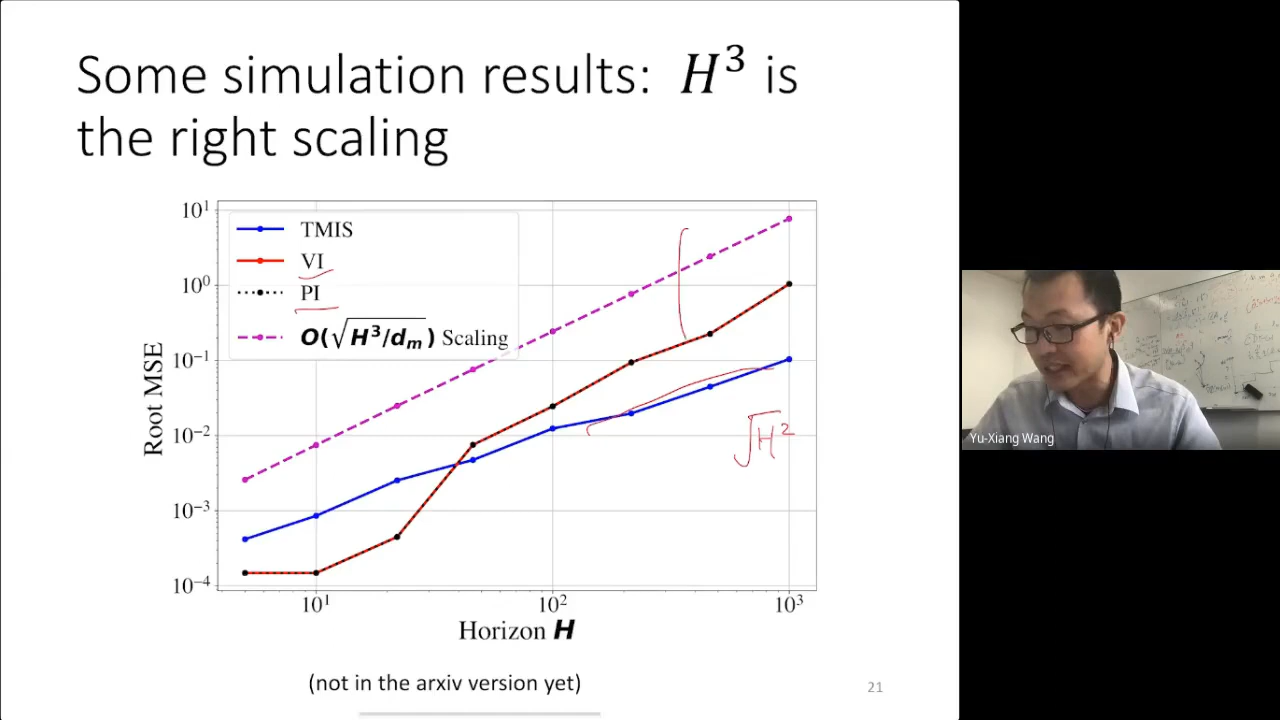 Some simulation results: H³ is
the right scaling
TMIS
VI
PI
O(√H³/dₘ) Scaling
10¹
10⁰
10⁻¹
10⁻²
10⁻³
10⁻⁴
Root MSE
√H²
10¹
10²
10³
Horizon H
(not in the arxiv version yet)
21
Yu-Xiang Wang